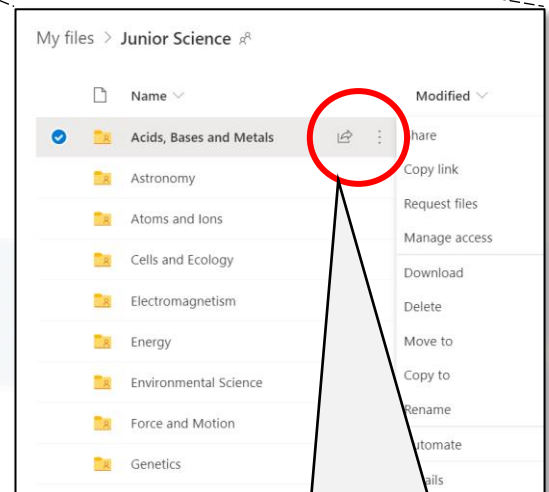 My files > Junior Science
Name Modified
Acids, Bases and Metals
Astronomy
Atoms and Ions
Cells and Ecology
Electromagnetism
Energy
Environmental Science
Force and Motion
Genetics
hare
Copy link
Request files
Manage access
Download
Delete
Move to
Copy to
Rename
utomate
ails